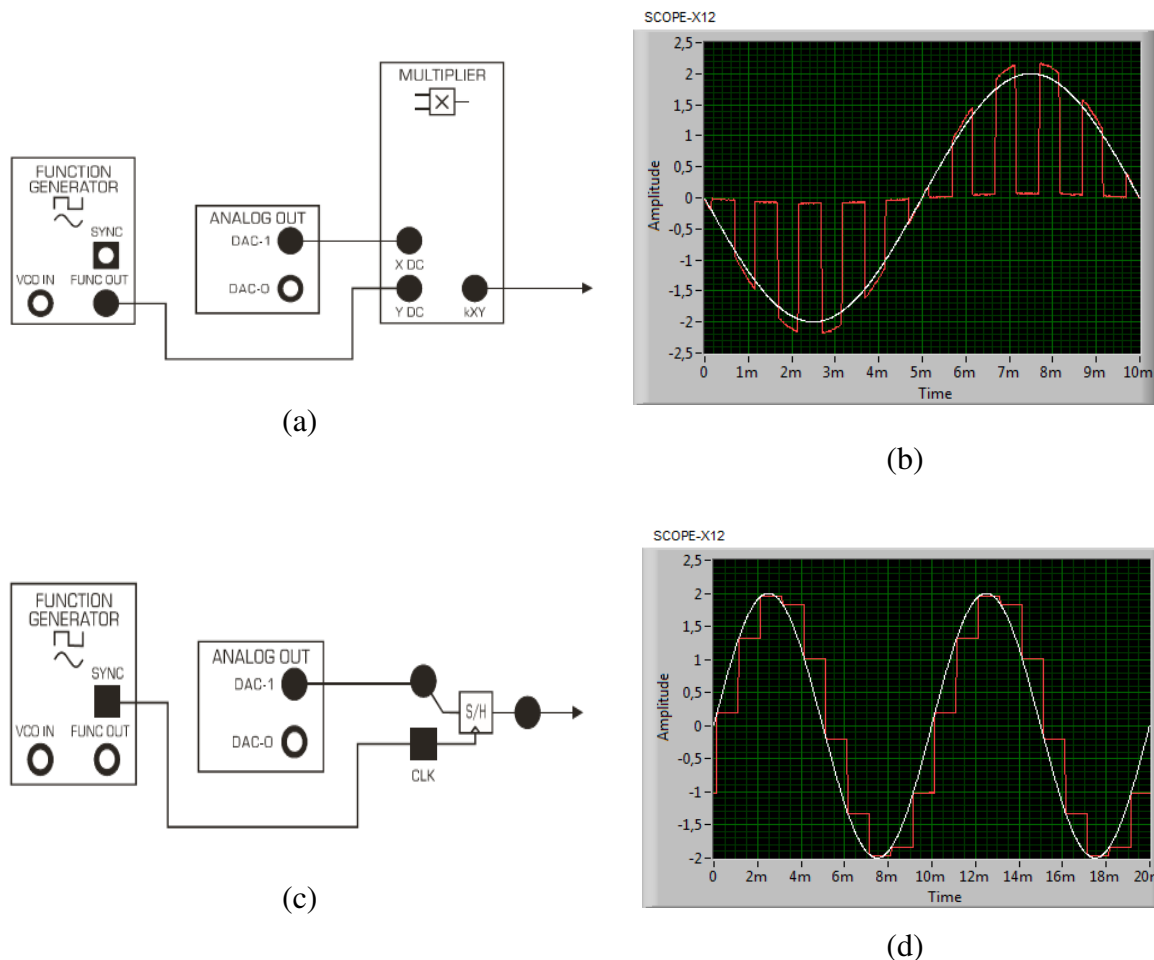 MULTIPLIER
X
FUNCTION
GENERATOR
SYNC
VCO IN
FUNC OUT
ANALOG OUT
DAC-1
DAC-0
X DC
Y DC
kXY
(a)
SCOPE-X12
Amplitude
2,5
2
1,5
1
0,5
0
-0,5
-1
-1,5
-2
-2,5
0 1m 2m 3m 4m 5m 6m 7m 8m 9m 10m
Time
(b)
FUNCTION
GENERATOR
SYNC
VCO IN
FUNC OUT
ANALOG OUT
DAC-1
DAC-0
S/H
CLK
(c)
SCOPE-X12
Amplitude
2,5
2
1,5
1
0,5
0
-0,5
-1
-1,5
-2
0 2m 4m 6m 8m 10m 12m 14m 16m 18m 20m
Time
(d)